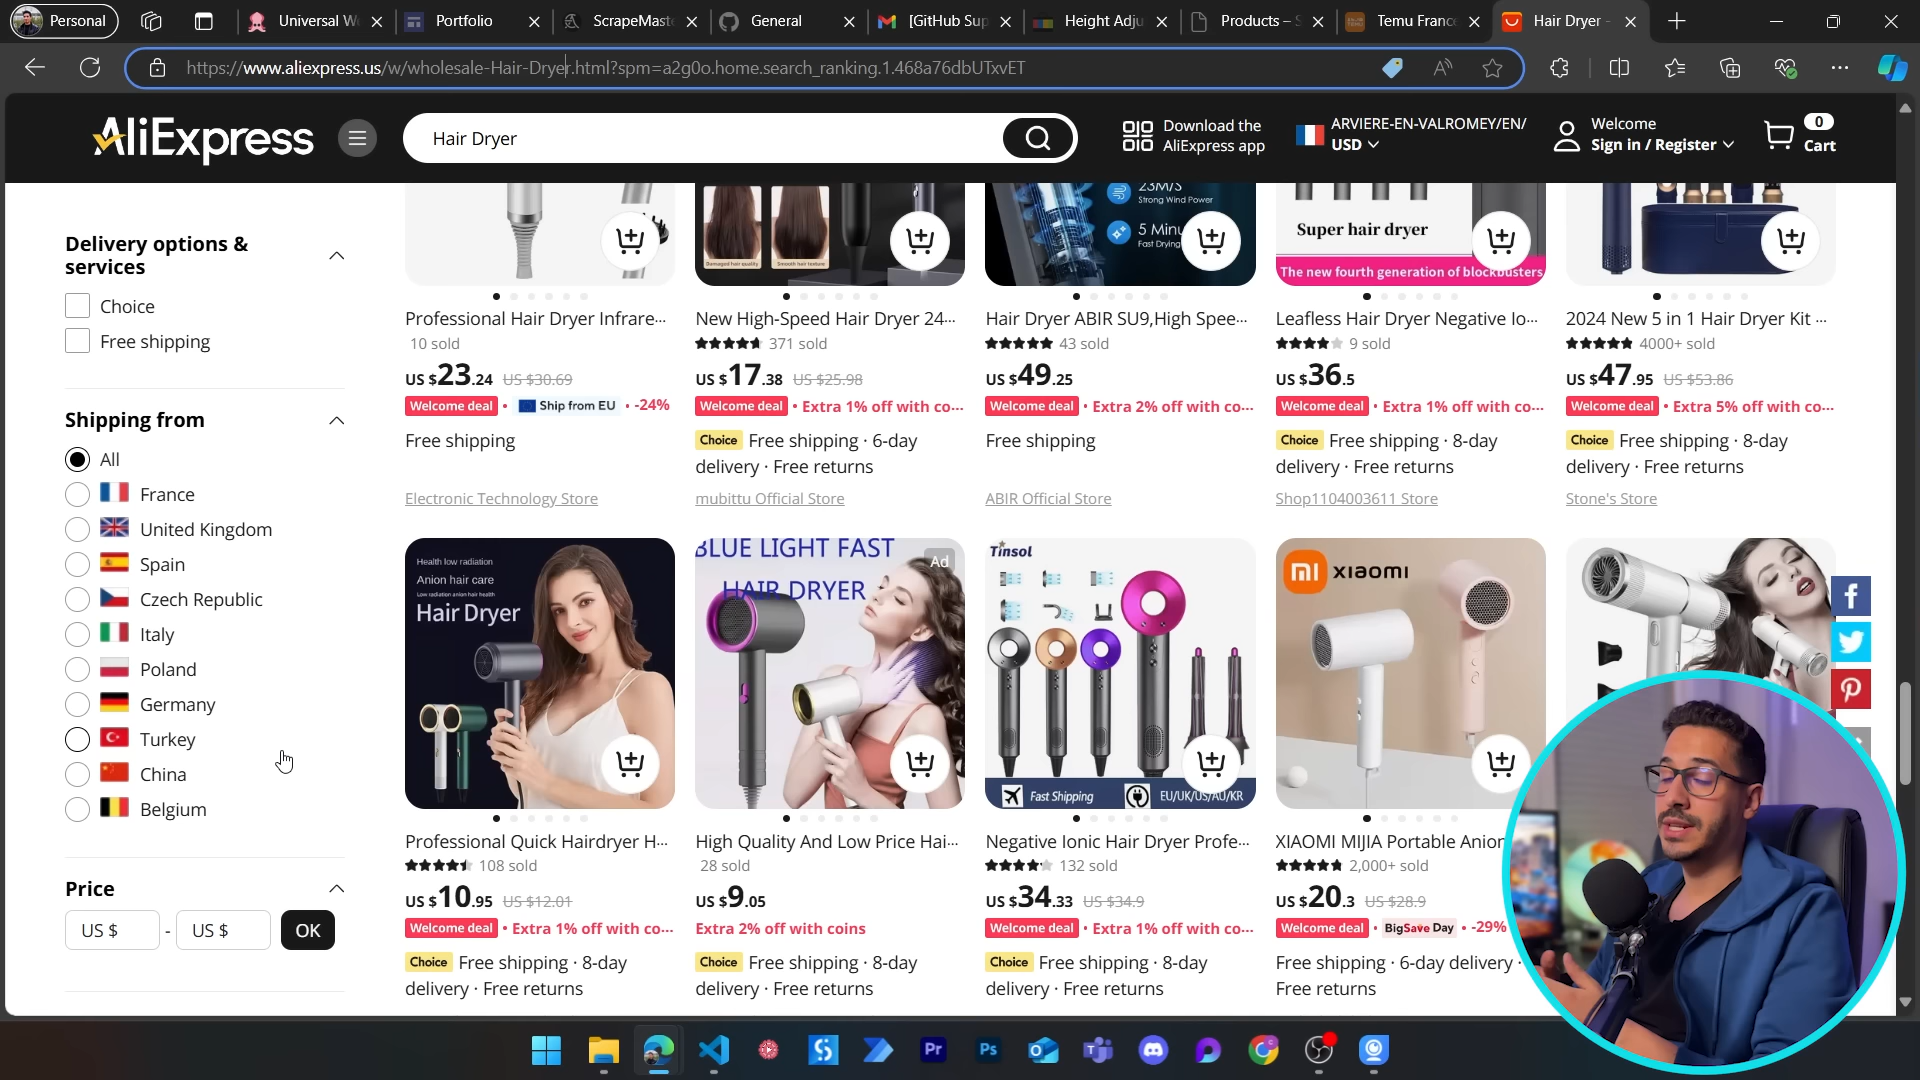 Personal
Universal W
Portfolio
ScrapeMast
General
[GitHub Sup
Height Adju
Products – S
Temu Franc
Hair Dryer -
https://www.aliexpress.us/w/wholesale-Hair-Dryer.html?spm=a2g0o.home.search_ranking.1.468a76dbUTxvET
AliExpress
Hair Dryer
Download the
AliExpress app
ARVIERE-EN-VALROMEY/EN/
USD
Welcome
Sign in / Register
0
Cart
Delivery options &
services
Choice
Free shipping
Shipping from
All
France
United Kingdom
Spain
Czech Republic
Italy
Poland
Germany
Turkey
China
Belgium
Price
US $ - US $ OK
Damaged hair quality Smooth hair texture
23M/S
Strong Wind Power
5 Minu
Fast Drying
Super hair dryer
The new fourth generation of blockbusters
Professional Hair Dryer Infrare...
10 sold
US $23.24 US $30.69
Welcome deal • Ship from EU • -24%
Free shipping
Electronic Technology Store
New High-Speed Hair Dryer 24...
371 sold
US $17.38 US $25.98
Welcome deal • Extra 1% off with co...
Choice Free shipping · 6-day
delivery · Free returns
mubittu Official Store
Hair Dryer ABIR SU9,High Spee...
43 sold
US $49.25
Welcome deal • Extra 2% off with co...
Free shipping
ABIR Official Store
Leafless Hair Dryer Negative Io...
9 sold
US $36.5
Welcome deal • Extra 1% off with co...
Choice Free shipping · 8-day
delivery · Free returns
Shop1104003611 Store
2024 New 5 in 1 Hair Dryer Kit ...
4000+ sold
US $47.95 US $53.86
Welcome deal • Extra 5% off with co...
Choice Free shipping · 8-day
delivery · Free returns
Stone's Store
Health low radiation
Anion hair care
Low radiation anion hair health
Hair Dryer
Professional Quick Hairdryer H...
108 sold
US $10.95 US $12.01
Welcome deal • Extra 1% off with co...
Choice Free shipping · 8-day
delivery · Free returns
BLUE LIGHT FAST
HAIR DRYER
Ad
High Quality And Low Price Hai...
28 sold
US $9.05
Extra 2% off with coins
Choice Free shipping · 8-day
delivery · Free returns
Tinsol
Fast Shipping
EU/UK/US/AU/KR
Negative Ionic Hair Dryer Profe...
132 sold
US $34.33 US $34.9
Welcome deal • Extra 1% off with co...
Choice Free shipping · 8-day
delivery · Free returns
xiaomi
XIAOMI MIJIA Portable Anion
2,000+ sold
US $20.3 US $28.9
Welcome deal • BigSave Day • -29%
Free shipping · 6-day delivery ·
Free returns
Pr
Ps